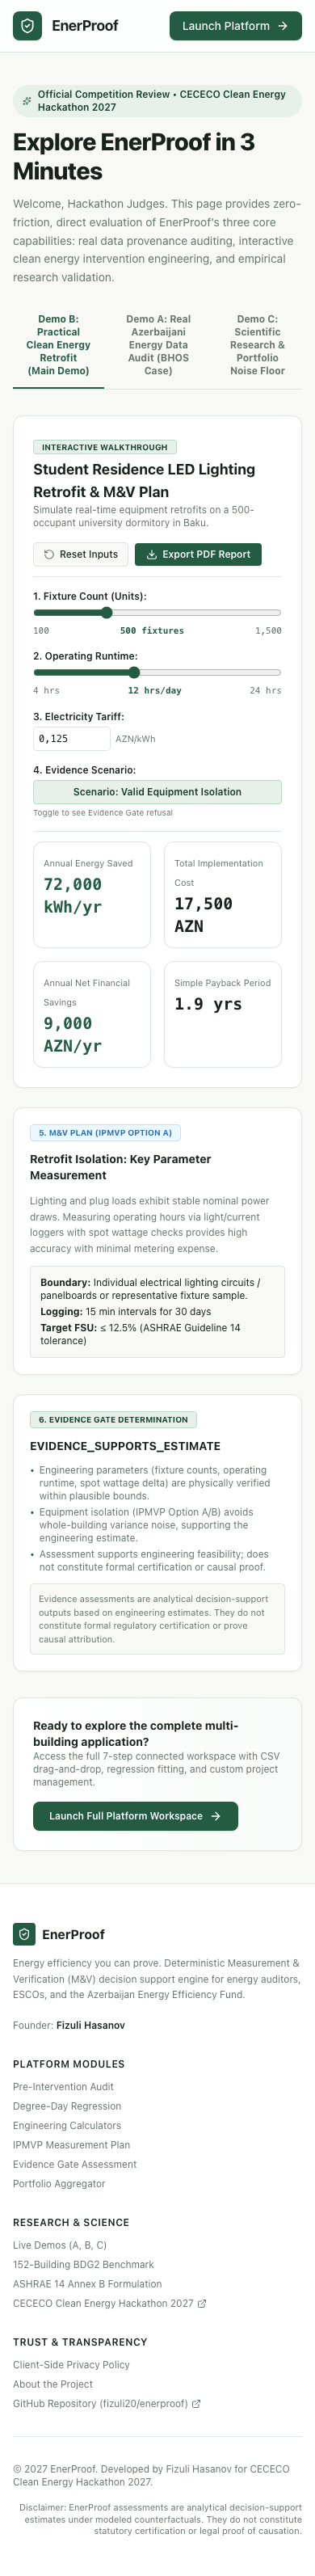 EnerProof
Launch Platform
Official Competition Review • CECECO Clean Energy
Hackathon 2027
Explore EnerProof in 3
Minutes
Welcome, Hackathon Judges. This page provides zero-
friction, direct evaluation of EnerProof's three core
capabilities: real data provenance auditing, interactive
clean energy intervention engineering, and empirical
research validation.
Demo B:
Practical
Clean Energy
Retrofit
(Main Demo)
Demo A: Real
Azerbaijani
Energy Data
Audit (BHOS
Case)
Demo C:
Scientific
Research &
Portfolio
Noise Floor
INTERACTIVE WALKTHROUGH
Student Residence LED Lighting
Retrofit & M&V Plan
Simulate real-time equipment retrofits on a 500-
occupant university dormitory in Baku.
Reset Inputs
Export PDF Report
1. Fixture Count (Units):
100 500 fixtures 1,500
2. Operating Runtime:
4 hrs 12 hrs/day 24 hrs
3. Electricity Tariff:
0,125 AZN/kWh
4. Evidence Scenario:
Scenario: Valid Equipment Isolation
Toggle to see Evidence Gate refusal
Annual Energy Saved
72,000
kWh/yr
Total Implementation
Cost
17,500
AZN
Annual Net Financial
Savings
9,000
AZN/yr
Simple Payback Period
1.9 yrs
5. M&V PLAN (IPMVP OPTION A)
Retrofit Isolation: Key Parameter
Measurement
Lighting and plug loads exhibit stable nominal power
draws. Measuring operating hours via light/current
loggers with spot wattage checks provides high
accuracy with minimal metering expense.
Boundary: Individual electrical lighting circuits /
panelboards or representative fixture sample.
Logging: 15 min intervals for 30 days
Target FSU: ≤ 12.5% (ASHRAE Guideline 14
tolerance)
6. EVIDENCE GATE DETERMINATION
EVIDENCE_SUPPORTS_ESTIMATE
• Engineering parameters (fixture counts, operating
runtime, spot wattage delta) are physically verified
within plausible bounds.
• Equipment isolation (IPMVP Option A/B) avoids
whole-building variance noise, supporting the
engineering estimate.
• Assessment supports engineering feasibility; does
not constitute formal certification or causal proof.
Evidence assessments are analytical decision-support
outputs based on engineering estimates. They do not
constitute formal regulatory certification or prove
causal attribution.
Ready to explore the complete multi-
building application?
Access the full 7-step connected workspace with CSV
drag-and-drop, regression fitting, and custom project
management.
Launch Full Platform Workspace
EnerProof
Energy efficiency you can prove. Deterministic Measurement &
Verification (M&V) decision support engine for energy auditors,
ESCOs, and the Azerbaijan Energy Efficiency Fund.
Founder: Fizuli Hasanov
PLATFORM MODULES
Pre-Intervention Audit
Degree-Day Regression
Engineering Calculators
IPMVP Measurement Plan
Evidence Gate Assessment
Portfolio Aggregator
RESEARCH & SCIENCE
Live Demos (A, B, C)
152-Building BDG2 Benchmark
ASHRAE 14 Annex B Formulation
CECECO Clean Energy Hackathon 2027
TRUST & TRANSPARENCY
Client-Side Privacy Policy
About the Project
GitHub Repository (fizuli20/enerproof)
© 2027 EnerProof. Developed by Fizuli Hasanov for CECECO
Clean Energy Hackathon 2027.
Disclaimer: EnerProof assessments are analytical decision-support
estimates under modeled counterfactuals. They do not constitute
statutory certification or legal proof of causation.